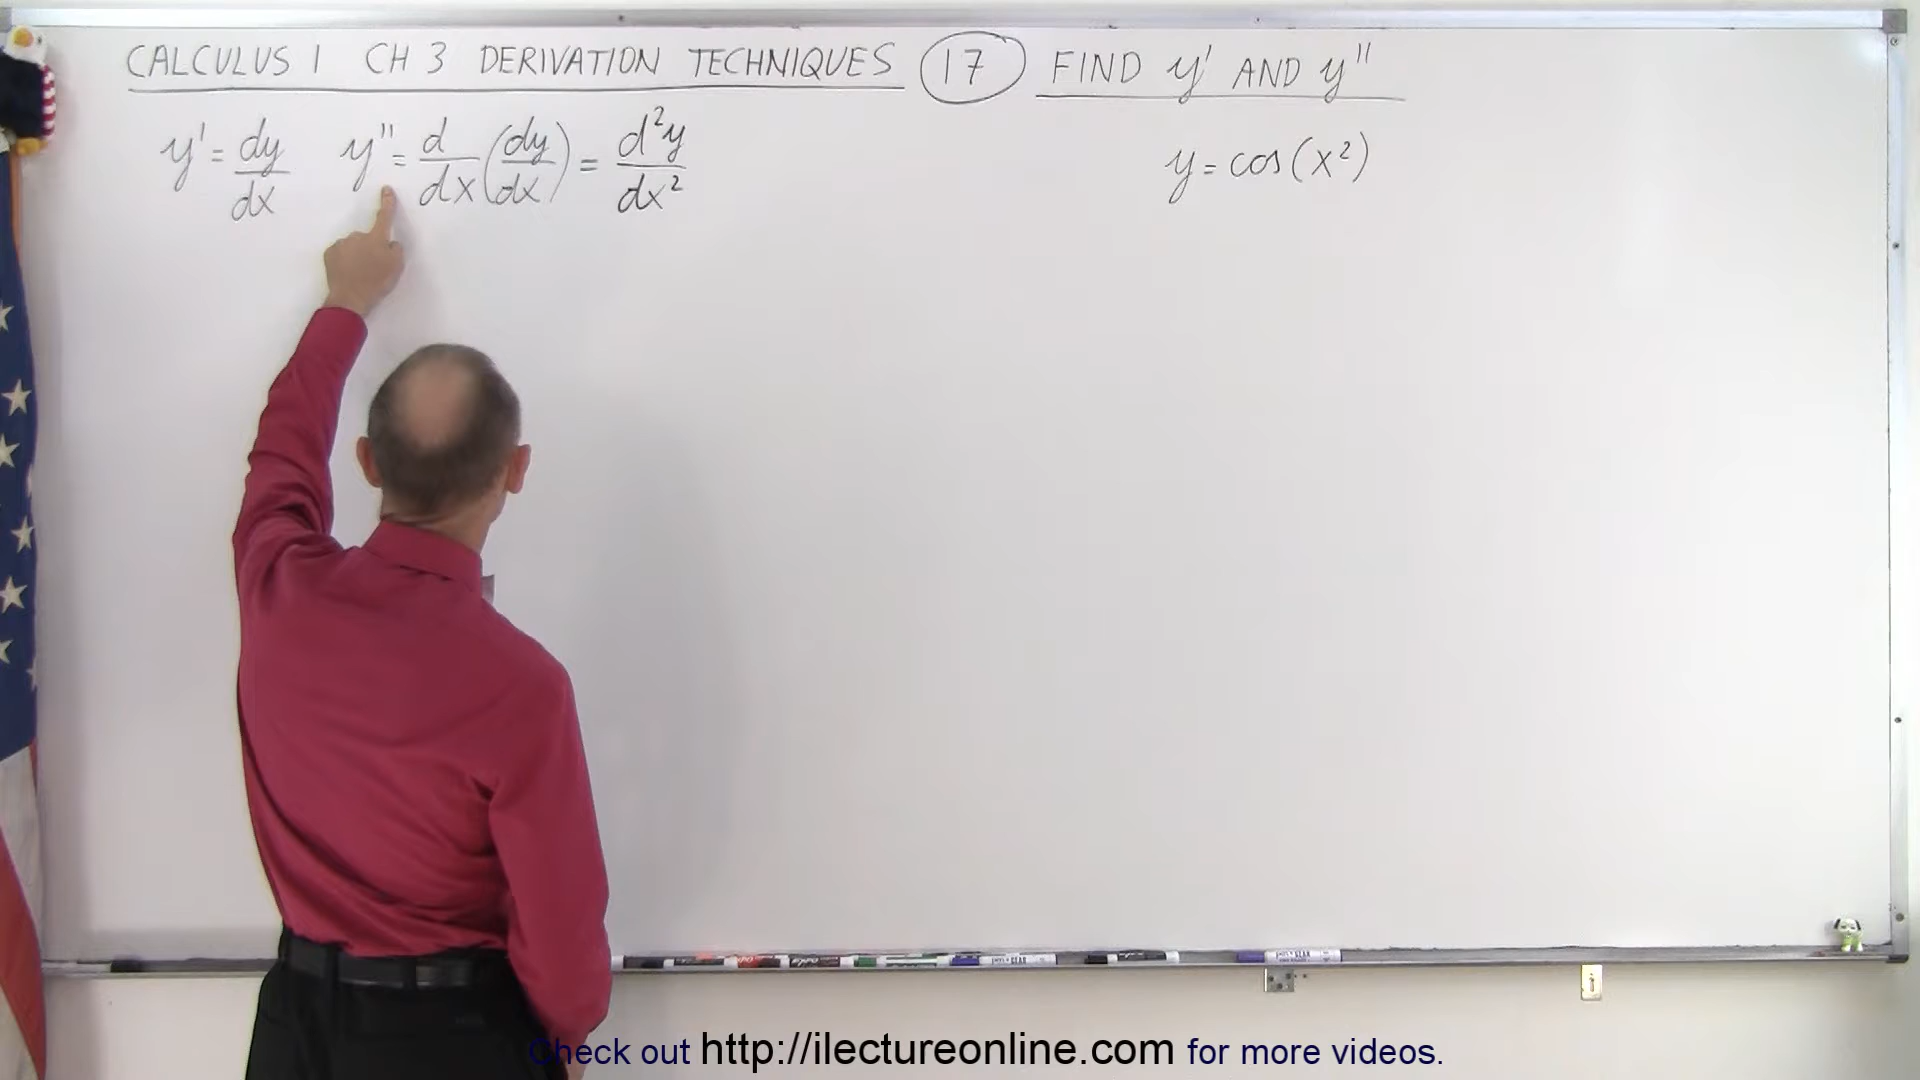 CALCULUS 1 CH 3 DERIVATION TECHNIQUES 17 FIND y' AND y"
y' = dy/dx y" = d/dx (dy/dx) = d²y/dx²
y = cos(x²)
Check out http://ilectureonline.com for more videos.